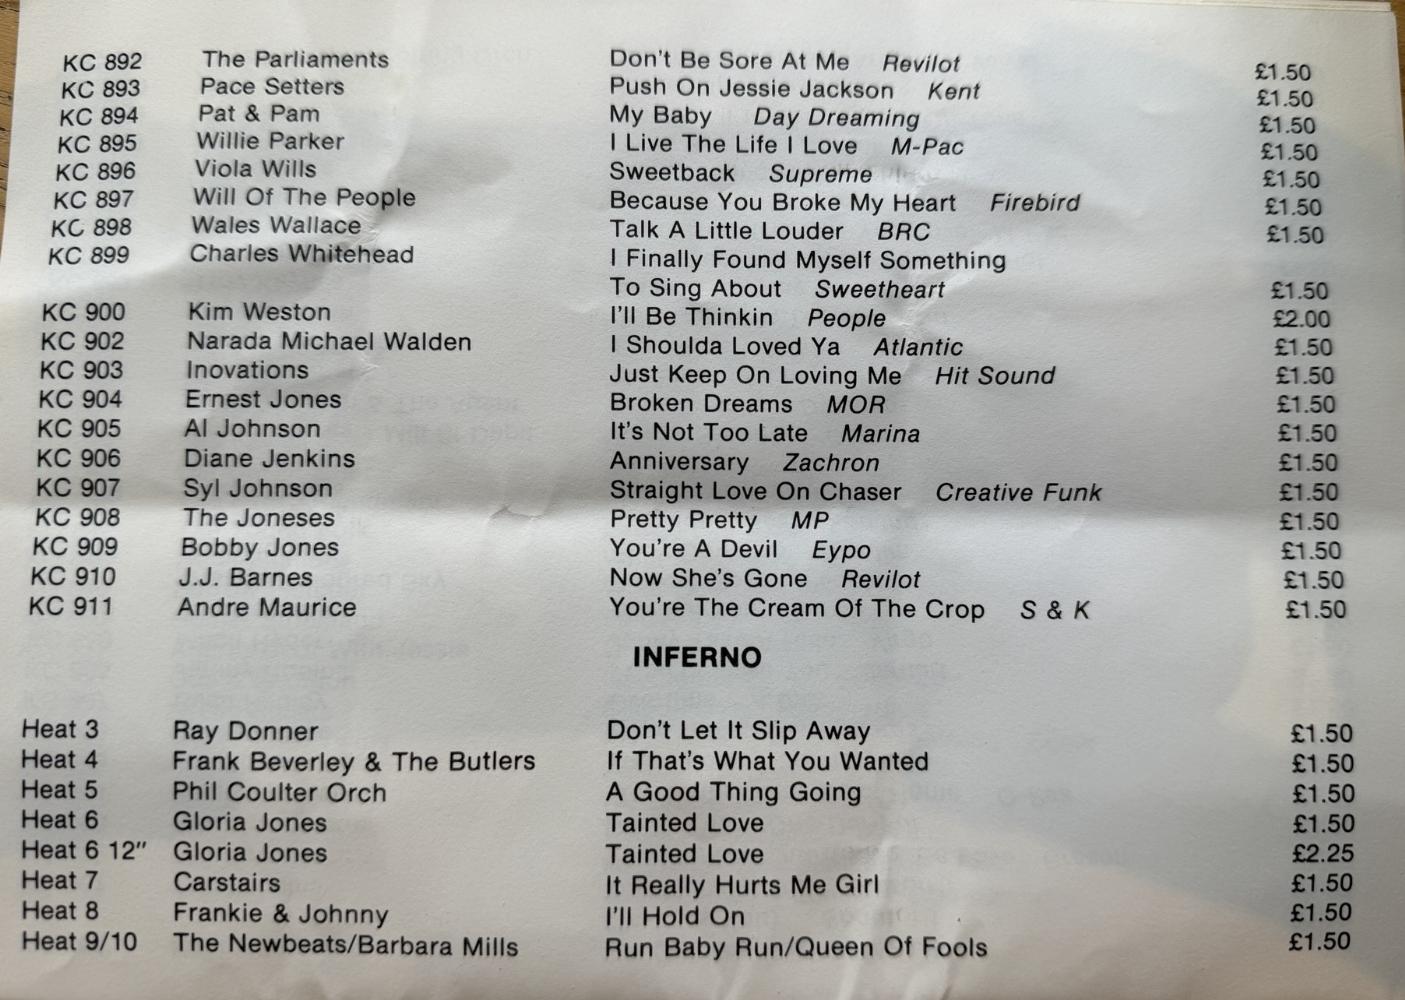 KC 892 The Parliaments Don't Be Sore At Me Revilot £1.50
KC 893 Pace Setters Push On Jessie Jackson Kent £1.50
KC 894 Pat & Pam My Baby Day Dreaming £1.50
KC 895 Willie Parker I Live The Life I Love M-Pac £1.50
KC 896 Viola Wills Sweetback Supreme £1.50
KC 897 Will Of The People Because You Broke My Heart Firebird £1.50
KC 898 Wales Wallace Talk A Little Louder BRC £1.50
KC 899 Charles Whitehead I Finally Found Myself Something
To Sing About Sweetheart £1.50
KC 900 Kim Weston I'll Be Thinkin People £2.00
KC 902 Narada Michael Walden I Shoulda Loved Ya Atlantic £1.50
KC 903 Inovations Just Keep On Loving Me Hit Sound £1.50
KC 904 Ernest Jones Broken Dreams MOR £1.50
KC 905 Al Johnson It's Not Too Late Marina £1.50
KC 906 Diane Jenkins Anniversary Zachron £1.50
KC 907 Syl Johnson Straight Love On Chaser Creative Funk £1.50
KC 908 The Joneses Pretty Pretty MP £1.50
KC 909 Bobby Jones You're A Devil Eypo £1.50
KC 910 J.J. Barnes Now She's Gone Revilot £1.50
KC 911 Andre Maurice You're The Cream Of The Crop S & K £1.50
INFERNO
Heat 3 Ray Donner Don't Let It Slip Away £1.50
Heat 4 Frank Beverley & The Butlers If That's What You Wanted £1.50
Heat 5 Phil Coulter Orch A Good Thing Going £1.50
Heat 6 Gloria Jones Tainted Love £1.50
Heat 6 12" Gloria Jones Tainted Love £2.25
Heat 7 Carstairs It Really Hurts Me Girl £1.50
Heat 8 Frankie & Johnny I'll Hold On £1.50
Heat 9/10 The Newbeats/Barbara Mills Run Baby Run/Queen Of Fools £1.50